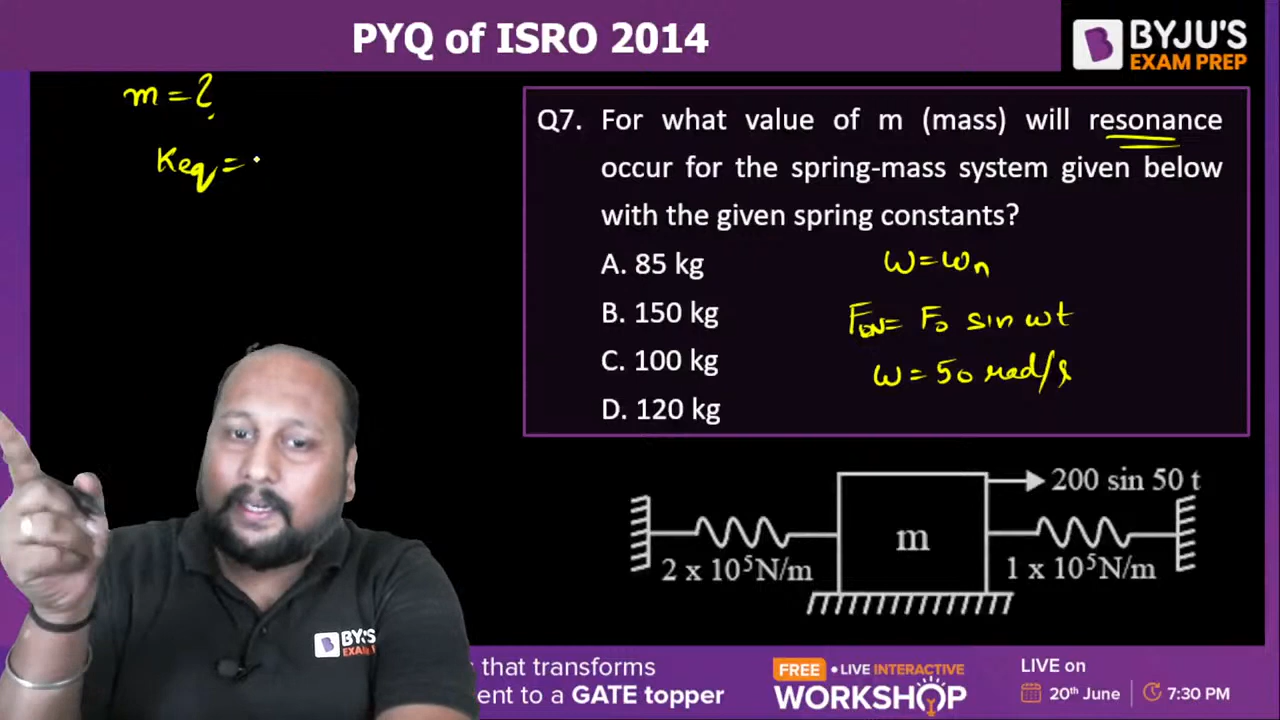 PYQ of ISRO 2014
BYJU'S
EXAM PREP
m = ?
Keq =
Q7. For what value of m (mass) will resonance
occur for the spring-mass system given below
with the given spring constants?
A. 85 kg
B. 150 kg
C. 100 kg
D. 120 kg
ω = ωn
= F₀ sin ωt
ω = 50 rad/s
200 sin 50 t
m
2 x 10⁵N/m
1 x 10⁵N/m
BYJU'S
EXAM
that transforms
ent to a GATE topper
FREE • LIVE INTERACTIVE
WORKSHOP
LIVE on
20th June | 7:30 PM